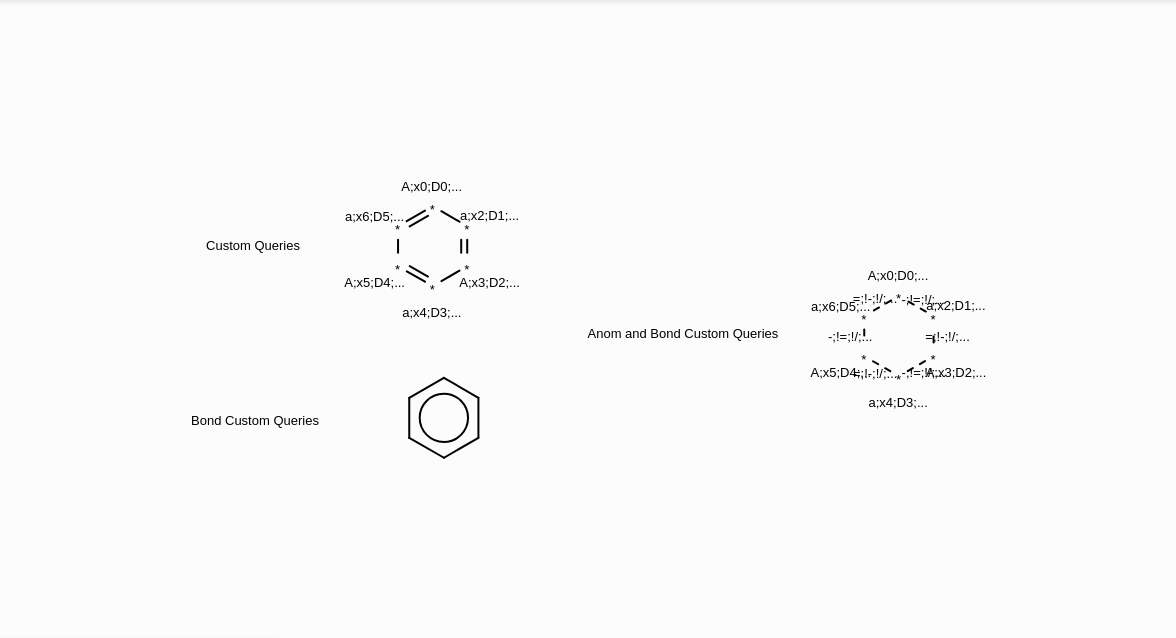 A;x0;D0;...
a;x6;D5;...
a;x2;D1;...
*
*
*
Custom Queries
*
*
A;x5;D4;...
A;x3;D2;...
*
a;x4;D3;...
A;x0;D0;...
=;!-;!/;...
*
-;!=;!/;...
a;x6;D5;...
a;x2;D1;...
*
*
Anom and Bond Custom Queries
-;!=;!/;...
=;!-;!/;...
*
*
A;x5;D4;...
=;!-;!/;...
*
-;!=;!/;...
A;x3;D2;...
a;x4;D3;...
Bond Custom Queries